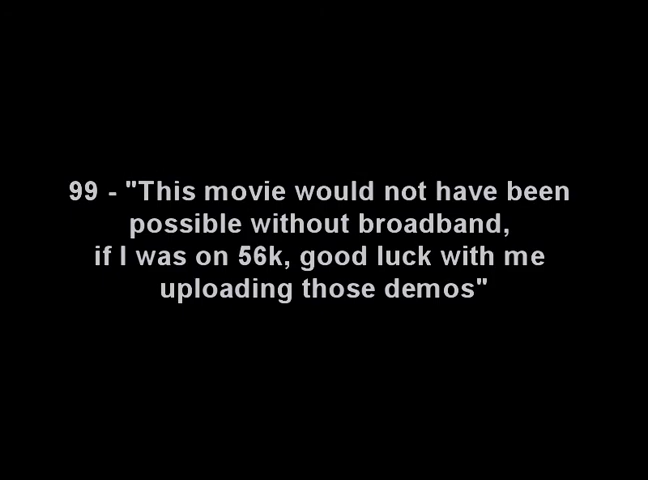 99 - "This movie would not have been
possible without broadband,
if I was on 56k, good luck with me
uploading those demos"